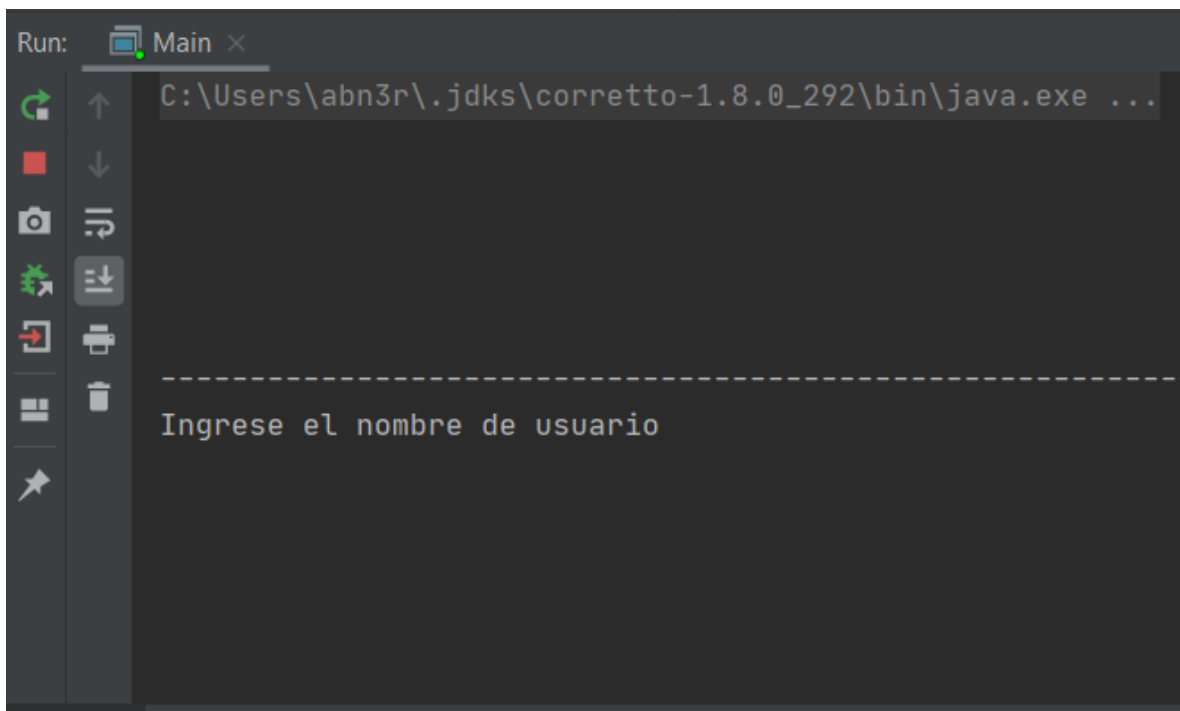 Run: Main
C:\Users\abn3r\.jdks\corretto-1.8.0_292\bin\java.exe ...
---------------------------------------------------------
Ingrese el nombre de usuario